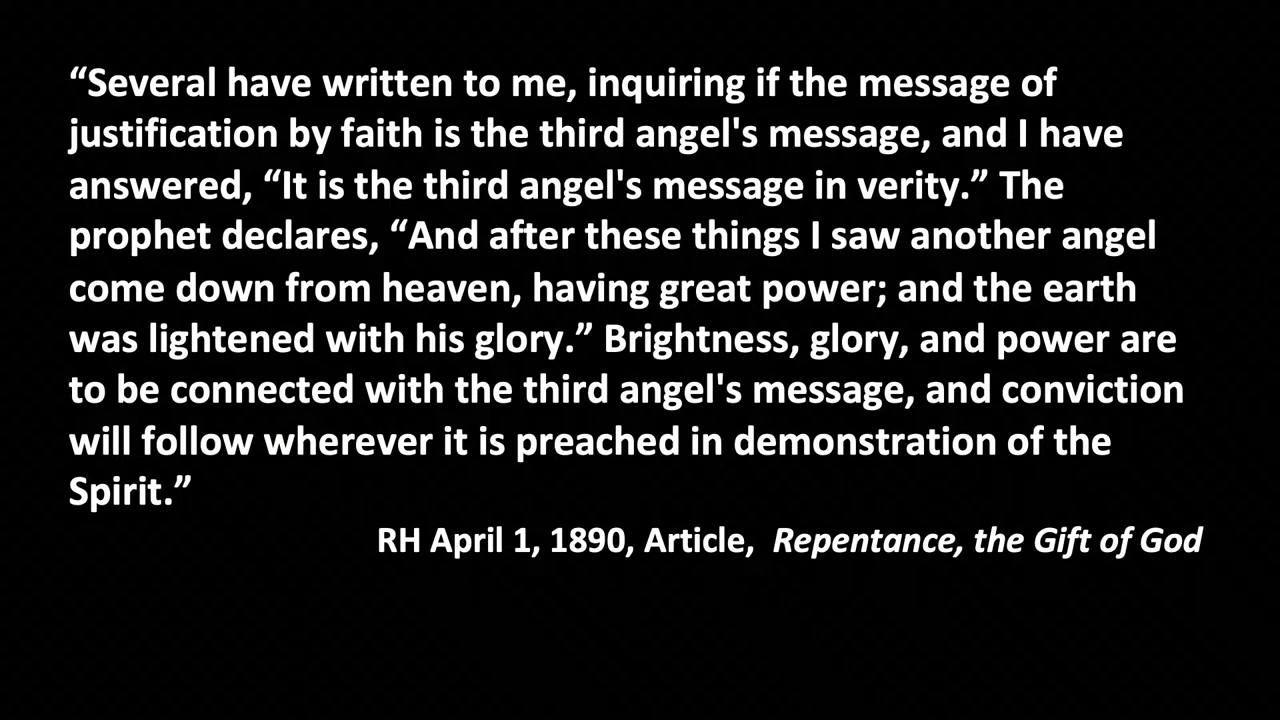 “Several have written to me, inquiring if the message of
justification by faith is the third angel's message, and I have
answered, “It is the third angel's message in verity.” The
prophet declares, “And after these things I saw another angel
come down from heaven, having great power; and the earth
was lightened with his glory.” Brightness, glory, and power are
to be connected with the third angel's message, and conviction
will follow wherever it is preached in demonstration of the
Spirit.”
RH April 1, 1890, Article, Repentance, the Gift of God